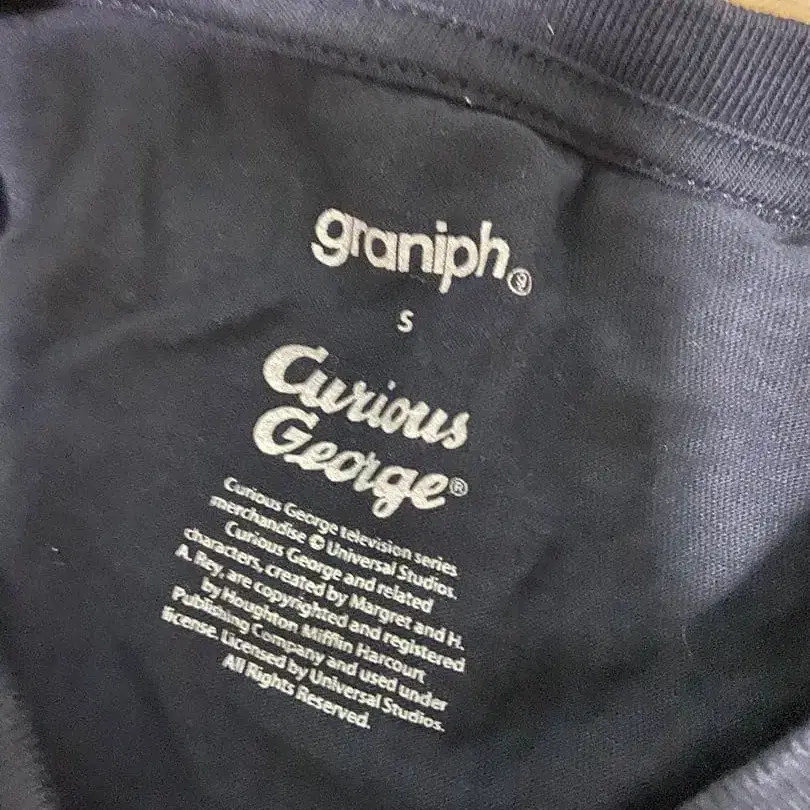 graniph®
S
Curious
George®
Curious George television series
merchandise © Universal Studios.
Curious George and related
characters, created by Margret and H.
A. Rey, are copyrighted and registered
by Houghton Mifflin Harcourt
Publishing Company and used under
license. Licensed by Universal Studios.
All Rights Reserved.